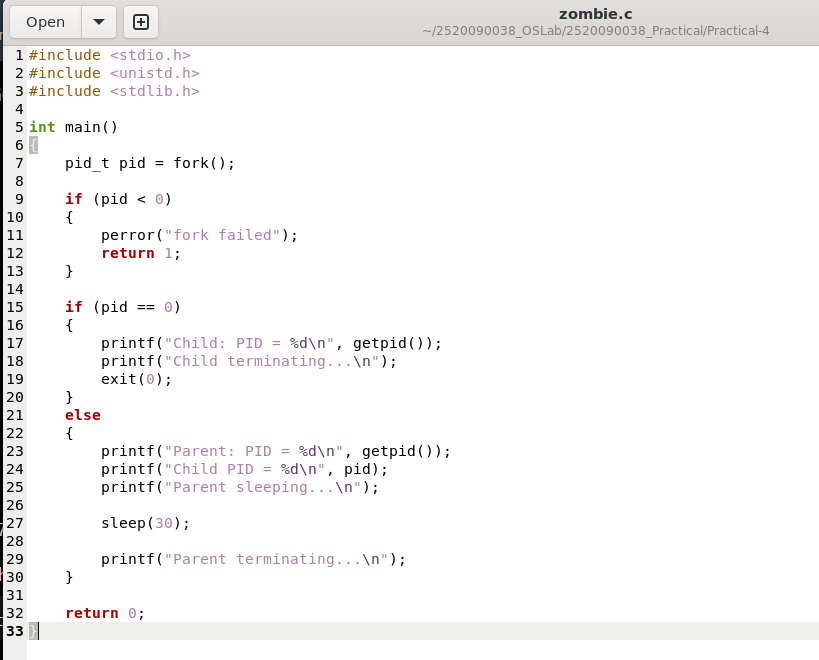 Open
zombie.c
~/2520090038_OSLab/2520090038_Practical/Practical-4
1 #include <stdio.h>
2 #include <unistd.h>
3 #include <stdlib.h>
4
5 int main()
6 {
7     pid_t pid = fork();
8
9     if (pid < 0)
10     {
11         perror("fork failed");
12         return 1;
13     }
14
15     if (pid == 0)
16     {
17         printf("Child: PID = %d\n", getpid());
18         printf("Child terminating...\n");
19         exit(0);
20     }
21     else
22     {
23         printf("Parent: PID = %d\n", getpid());
24         printf("Child PID = %d\n", pid);
25         printf("Parent sleeping...\n");
26
27         sleep(30);
28
29         printf("Parent terminating...\n");
30     }
31
32     return 0;
33 }